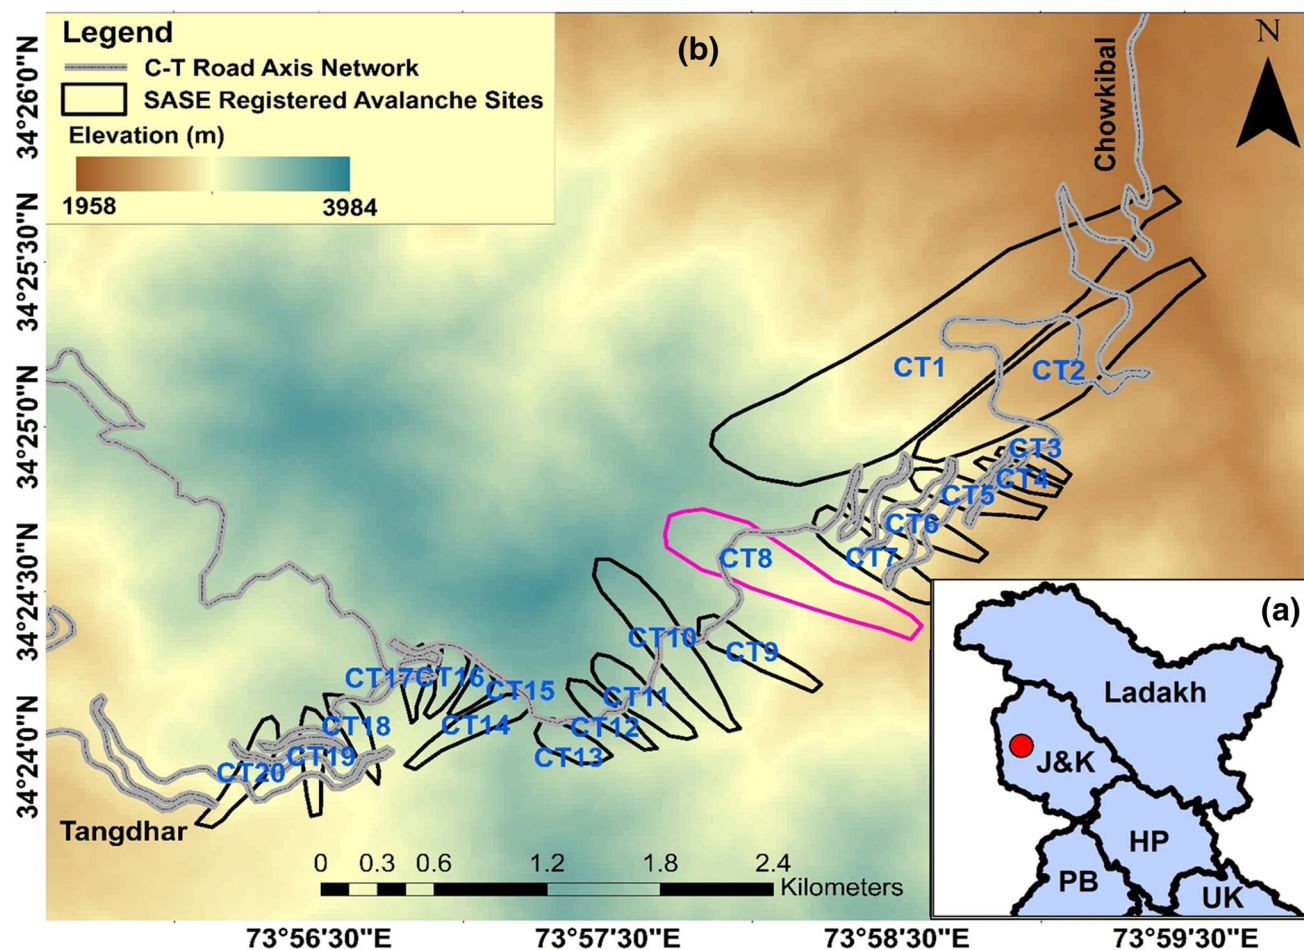 Legend
C-T Road Axis Network
SASE Registered Avalanche Sites
Elevation (m)
1958 3984
(b)
N
Chowkibal
34°26'0"N
34°25'30"N
34°25'0"N
34°24'30"N
34°24'0"N
CT1
CT2
CT3
CT4
CT5
CT6
CT7
CT8
CT9
CT10
CT11
CT12
CT13
CT14
CT15
CT16
CT17
CT18
CT19
CT20
Tangdhar
0 0.3 0.6 1.2 1.8 2.4
Kilometers
(a)
Ladakh
J&K
HP
PB
UK
73°56'30"E 73°57'30"E 73°58'30"E 73°59'30"E